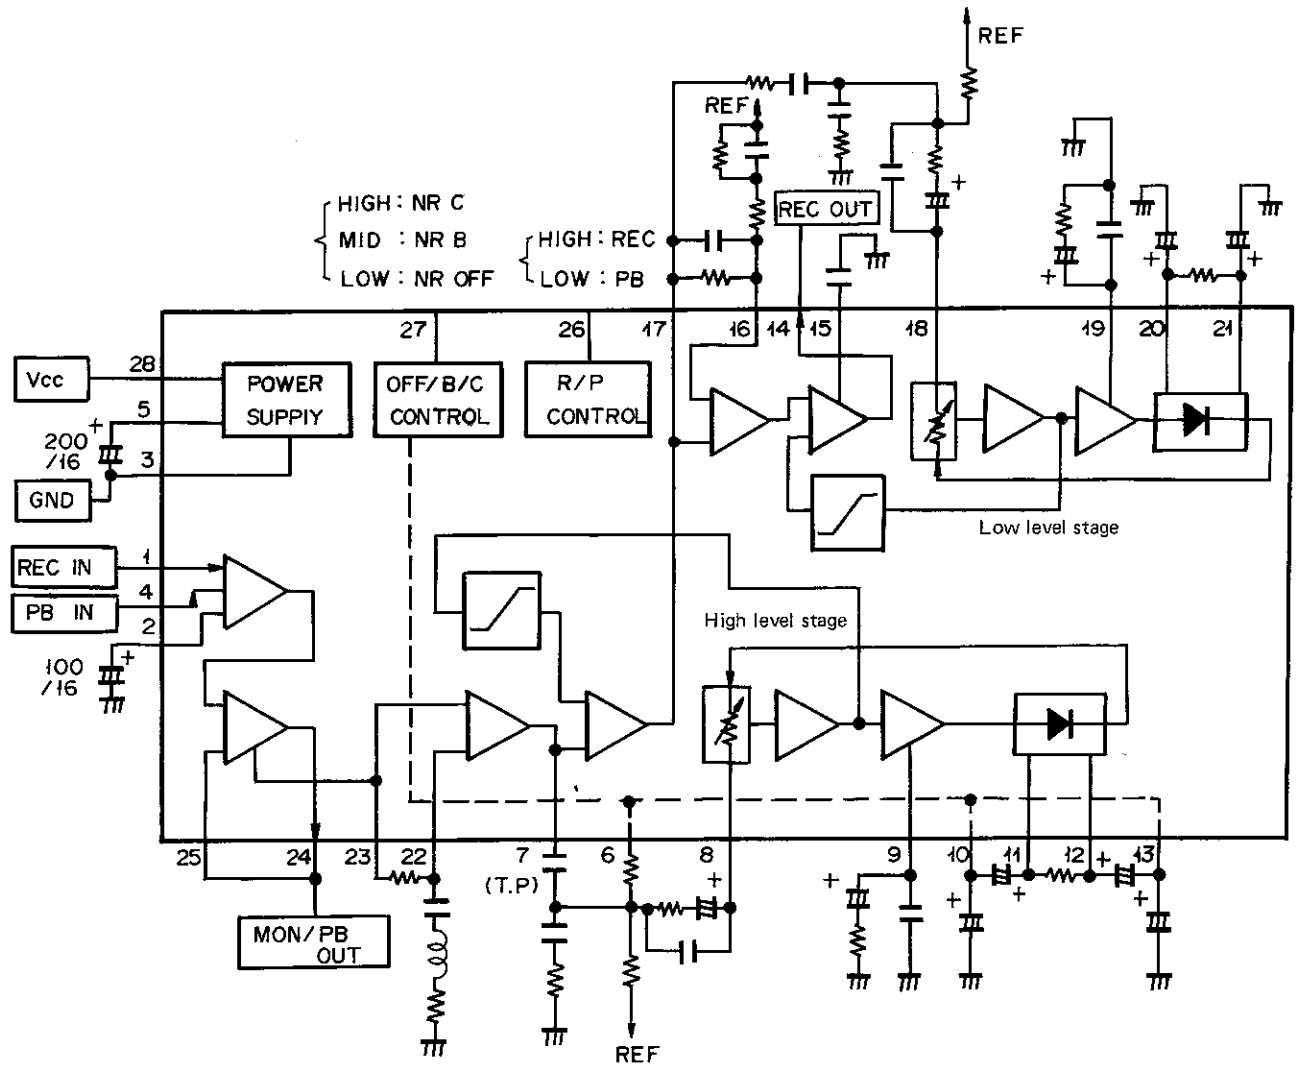 REF
REF
HIGH : NR C
MID : NR B
LOW : NR OFF
HIGH : REC
LOW : PB
REC OUT
+
+
+
+
27
26
17
16
14
15
18
19
20
21
Vcc
28
5
+
200
/16
3
GND
POWER
SUPPLY
OFF/B/C
CONTROL
R/P
CONTROL
Low level stage
REC IN
1
PB IN
4
2
+
100
/16
High level stage
25
24
23
22
7
(T.P)
6
8
9
10
11
12
13
+
+
+
+
+
+
MON/PB
OUT
REF